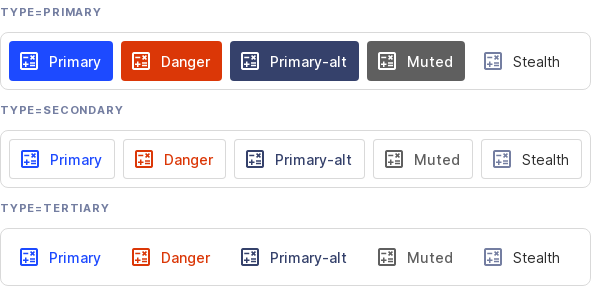 TYPE=PRIMARY
Primary Danger Primary-alt Muted Stealth
TYPE=SECONDARY
Primary Danger Primary-alt Muted Stealth
TYPE=TERTIARY
Primary Danger Primary-alt Muted Stealth